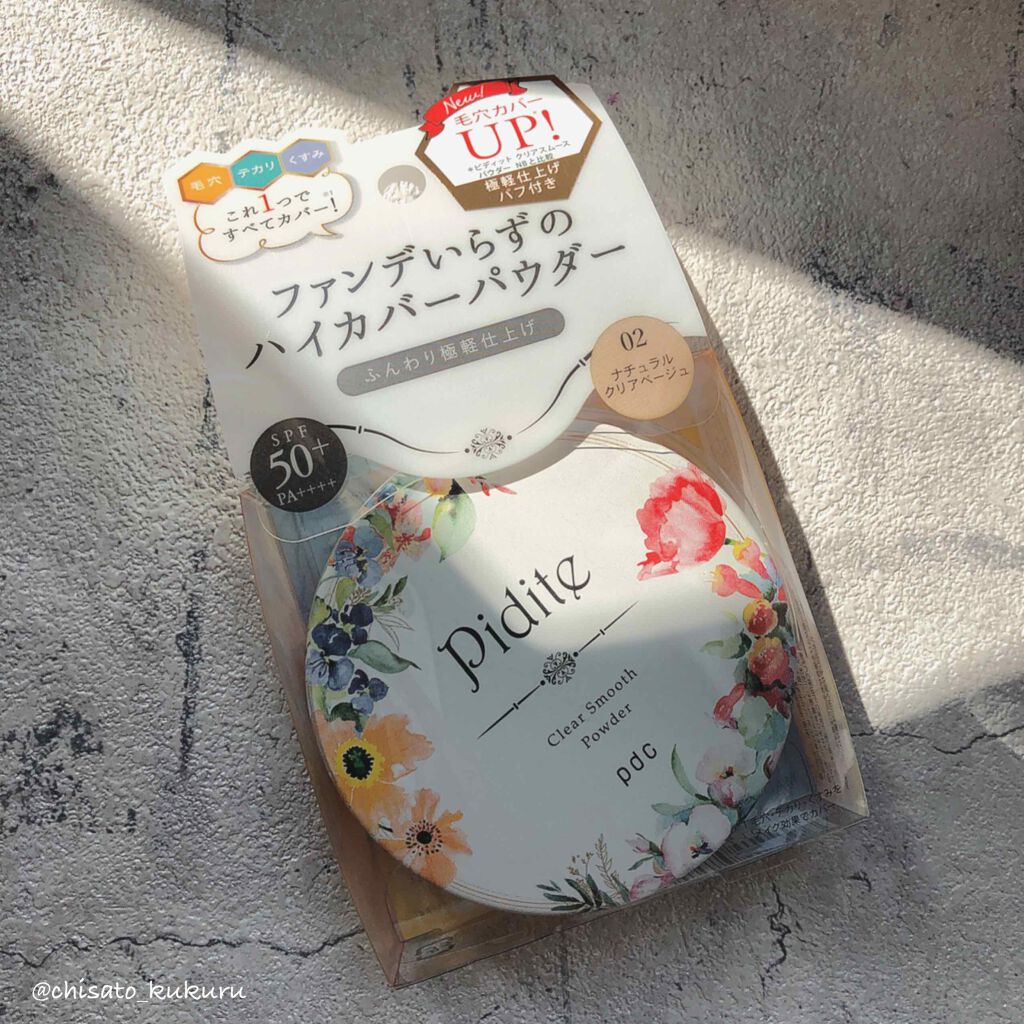 New!
毛穴カバー
UP!
＊ピディット クリアスムース
パウダー NBと比較
極軽仕上げ
パフ付き
毛穴 テカリ くすみ
これ1つで※1
すべてカバー!
ファンデいらずの
ハイカバーパウダー
ふんわり極軽仕上げ
02
ナチュラル
クリアベージュ
SPF
50+
PA++++
pidite
Clear Smooth
Powder
pdc
@chisato_kukuru